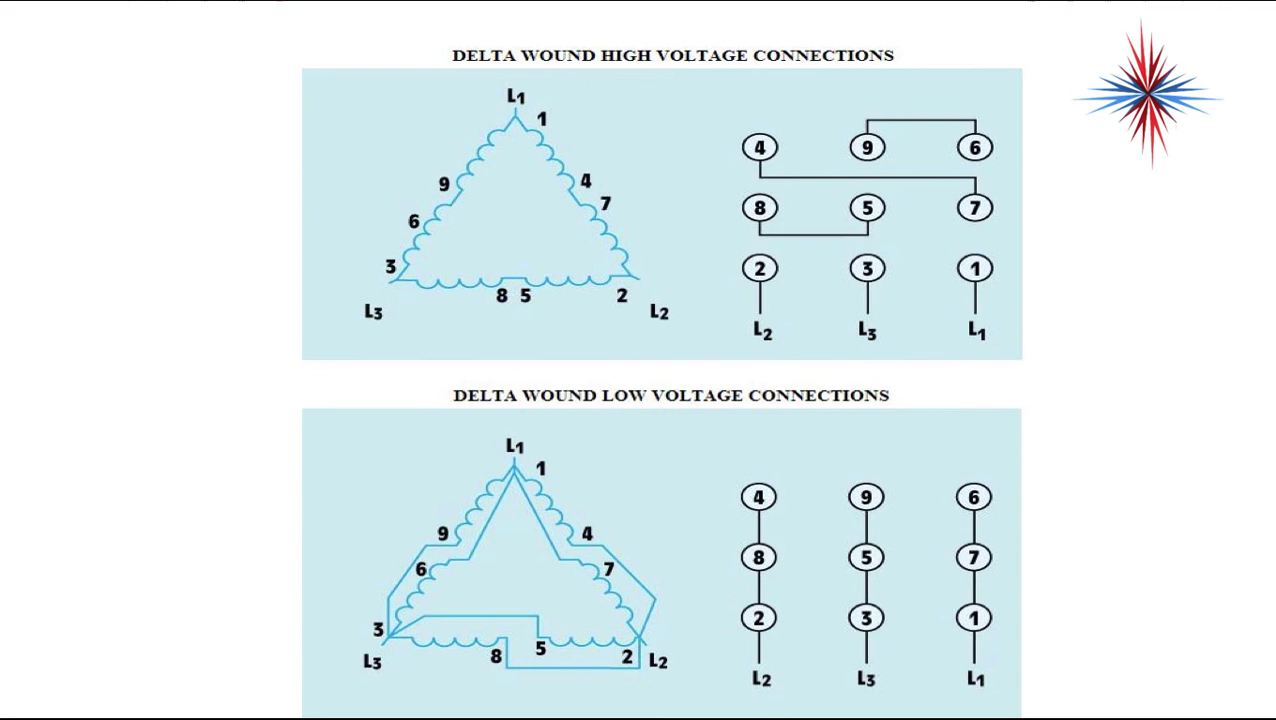 DELTA WOUND HIGH VOLTAGE CONNECTIONS
L1
1
9
4
7
6
3
8 5 2
L3
L2
4 9 6
8 5 7
2 3 1
L2 L3 L1
DELTA WOUND LOW VOLTAGE CONNECTIONS
L1
1
9
4
6
7
3
8
5
2
L3
L2
4 9 6
8 5 7
2 3 1
L2 L3 L1